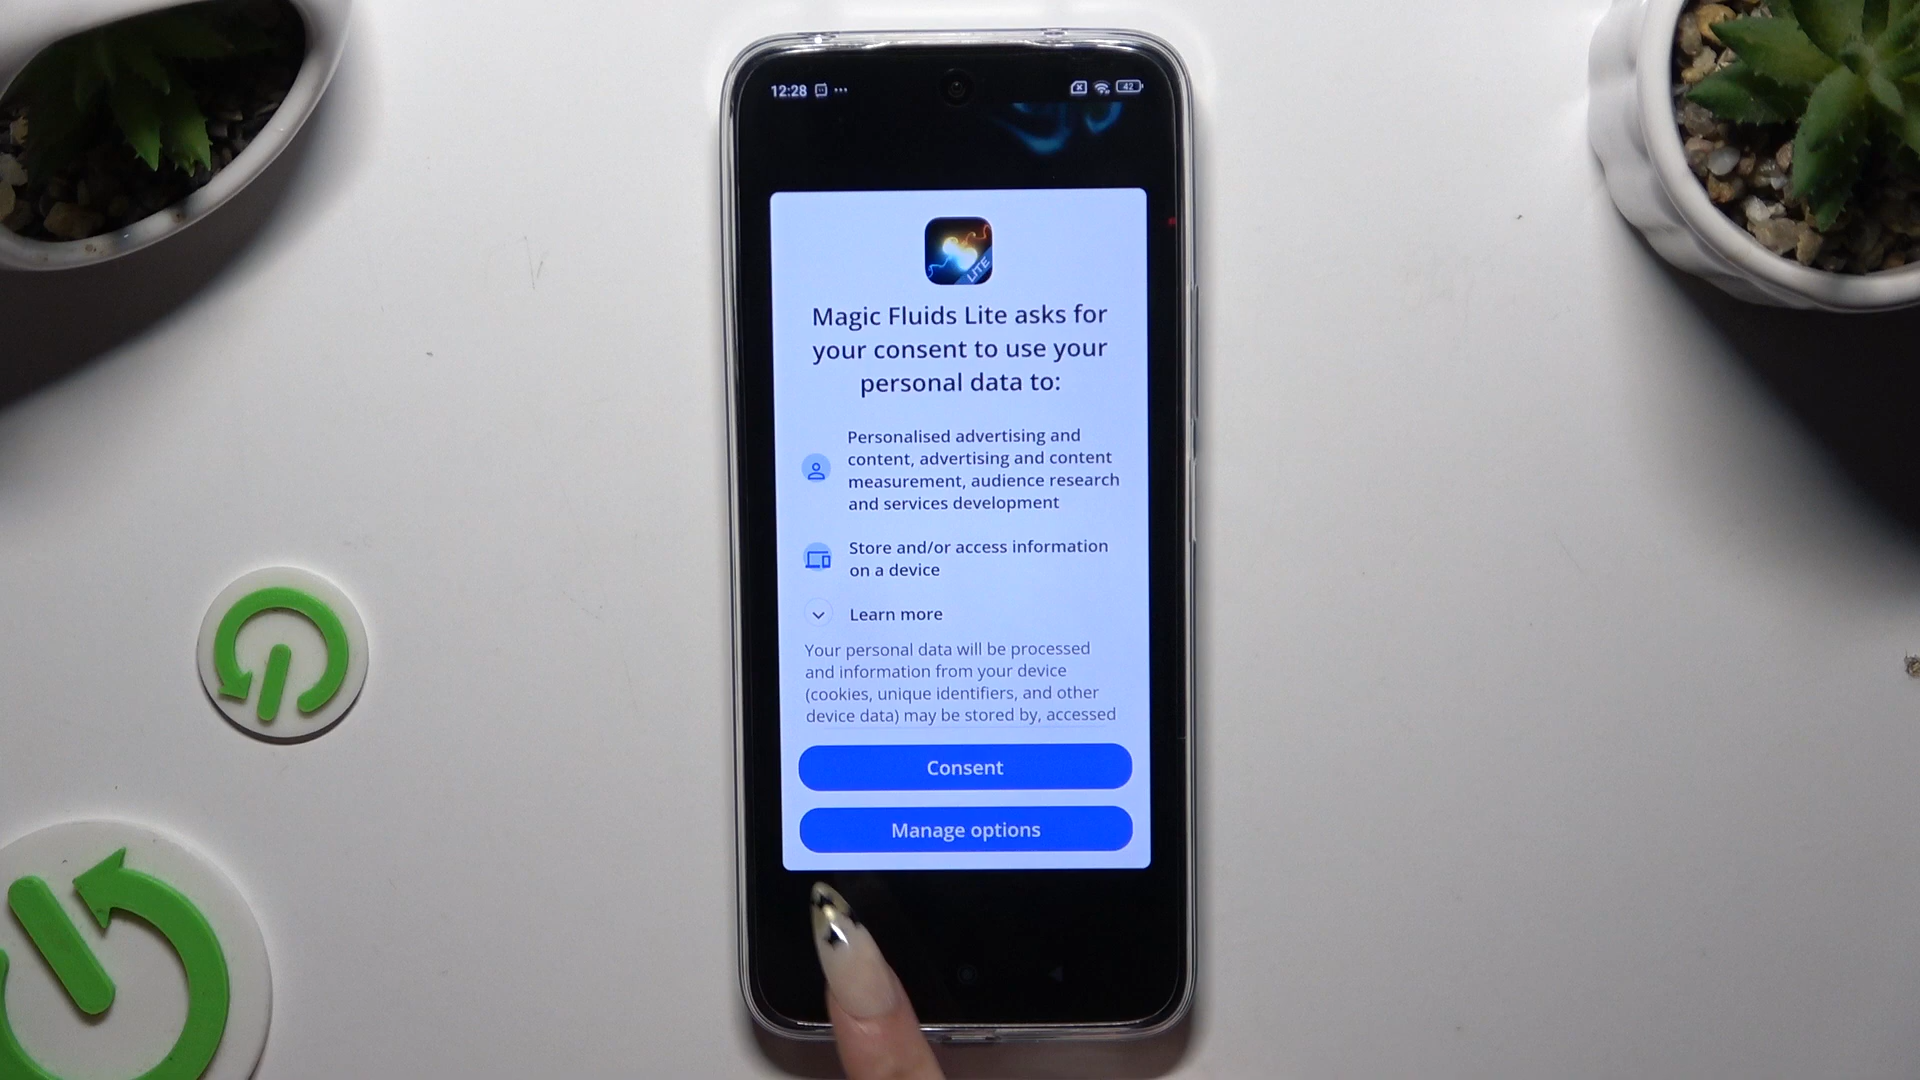 12:28
42
LITE
Magic Fluids Lite asks for
your consent to use your
personal data to:
Personalised advertising and
content, advertising and content
measurement, audience research
and services development
Store and/or access information
on a device
Learn more
Your personal data will be processed
and information from your device
(cookies, unique identifiers, and other
device data) may be stored by, accessed
Consent
Manage options